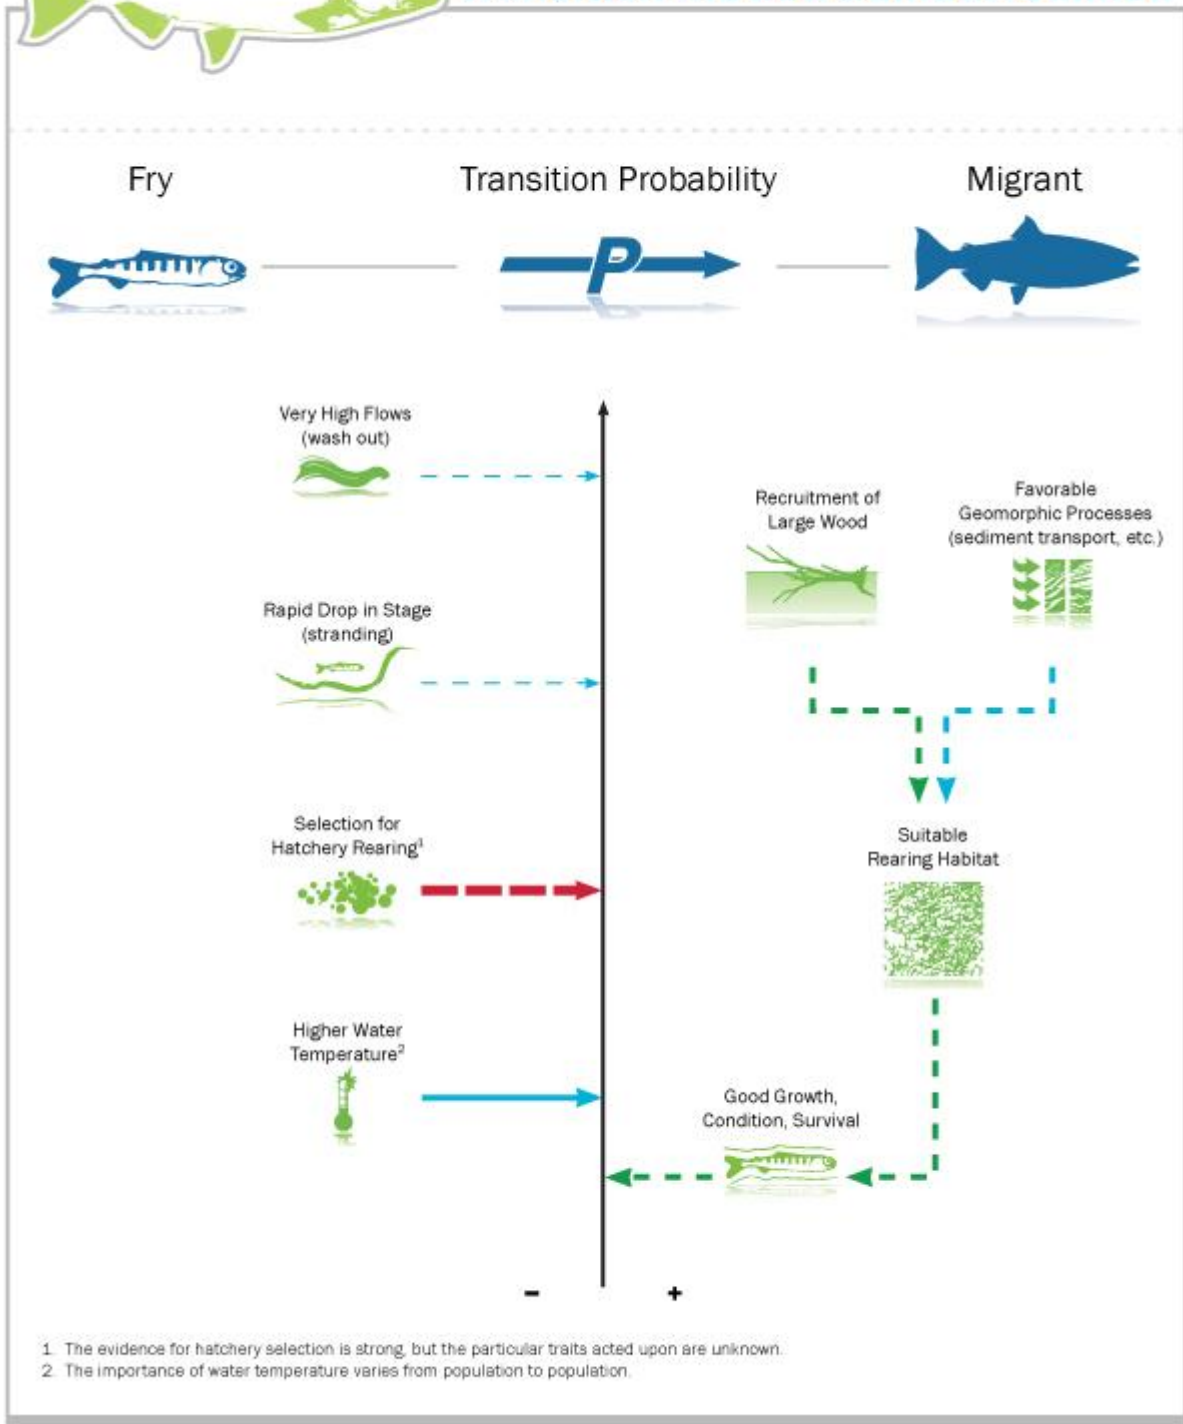 Fry
Transition Probability
Migrant
P
Very High Flows
(wash out)
Recruitment of
Large Wood
Favorable
Geomorphic Processes
(sediment transport, etc.)
Rapid Drop in Stage
(stranding)
Selection for
Hatchery Rearing¹
Suitable
Rearing Habitat
Higher Water
Temperature²
Good Growth,
Condition, Survival
- +
1. The evidence for hatchery selection is strong, but the particular traits acted upon are unknown.
2. The importance of water temperature varies from population to population.